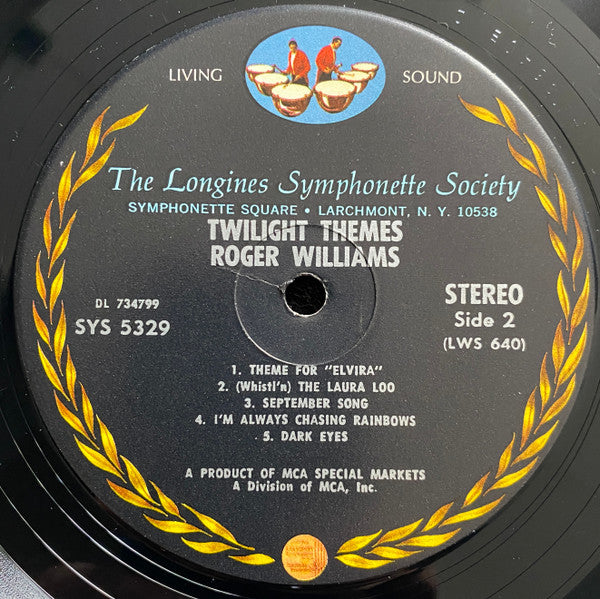 LIVING SOUND
The Longines Symphonette Society
SYMPHONETTE SQUARE • LARCHMONT, N. Y. 10538
TWILIGHT THEMES
ROGER WILLIAMS
DL 734799
SYS 5329
STEREO
Side 2
(LWS 640)
1. THEME FOR "ELVIRA"
2. (Whistl'n) THE LAURA LOO
3. SEPTEMBER SONG
4. I'M ALWAYS CHASING RAINBOWS
5. DARK EYES
A PRODUCT OF MCA SPECIAL MARKETS
A Division of MCA, Inc.